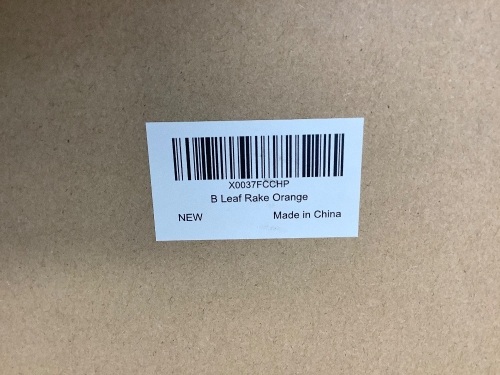 X0037FCCHP
B Leaf Rake Orange
NEW Made in China